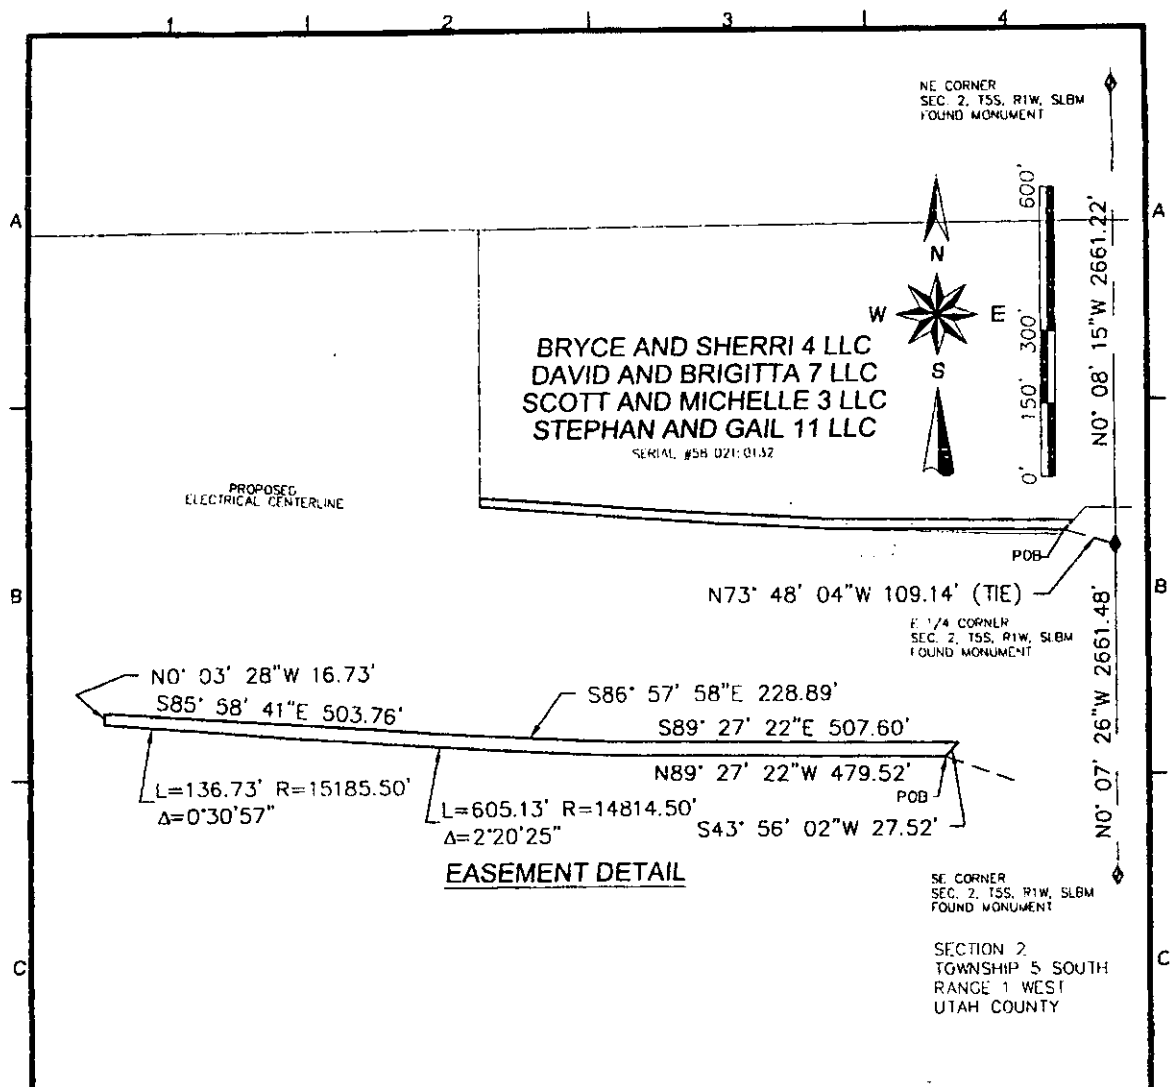 1
2
3
4
NE CORNER
SEC. 2, T5S, R1W, SLBM
FOUND MONUMENT
A
A
600'
300'
150'
0'
N0° 08' 15"W 2661.22'
N
W
E
S
BRYCE AND SHERRI 4 LLC
DAVID AND BRIGITTA 7 LLC
SCOTT AND MICHELLE 3 LLC
STEPHAN AND GAIL 11 LLC
SERIAL #58:021:0132
PROPOSED
ELECTRICAL CENTERLINE
POB
B
B
N73° 48' 04"W 109.14' (TIE)
E 1/4 CORNER
SEC. 2, T5S, R1W, SLBM
FOUND MONUMENT
N0° 07' 26"W 2661.48'
N0° 03' 28"W 16.73'
S85° 58' 41"E 503.76'
S86° 57' 58"E 228.89'
S89° 27' 22"E 507.60'
N89° 27' 22"W 479.52'
POB
L=136.73' R=15185.50'
Δ=0°30'57"
L=605.13' R=14814.50'
Δ=2°20'25"
S43° 56' 02"W 27.52'
EASEMENT DETAIL
SE CORNER
SEC. 2, T5S, R1W, SLBM
FOUND MONUMENT
C
C
SECTION 2
TOWNSHIP 5 SOUTH
RANGE 1 WEST
UTAH COUNTY